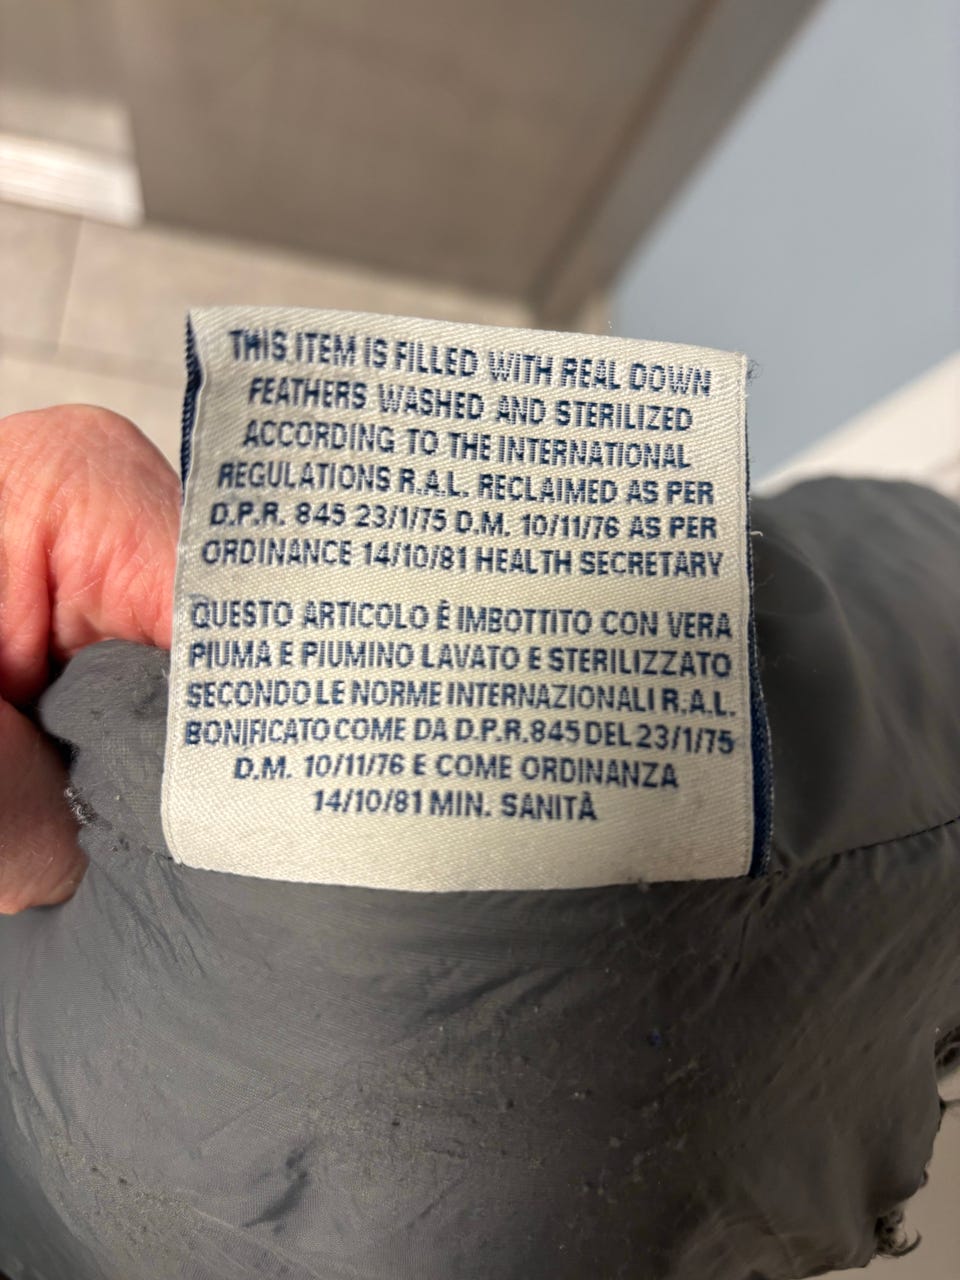 THIS ITEM IS FILLED WITH REAL DOWN
FEATHERS WASHED AND STERILIZED
ACCORDING TO THE INTERNATIONAL
REGULATIONS R.A.L. RECLAIMED AS PER
D.P.R. 845 23/1/75 D.M. 10/11/76 AS PER
ORDINANCE 14/10/81 HEALTH SECRETARY
QUESTO ARTICOLO È IMBOTTITO CON VERA
PIUMA E PIUMINO LAVATO E STERILIZZATO
SECONDO LE NORME INTERNAZIONALI R.A.L.
BONIFICATO COME DA D.P.R.845 DEL 23/1/75
D.M. 10/11/76 E COME ORDINANZA
14/10/81 MIN. SANITÀ